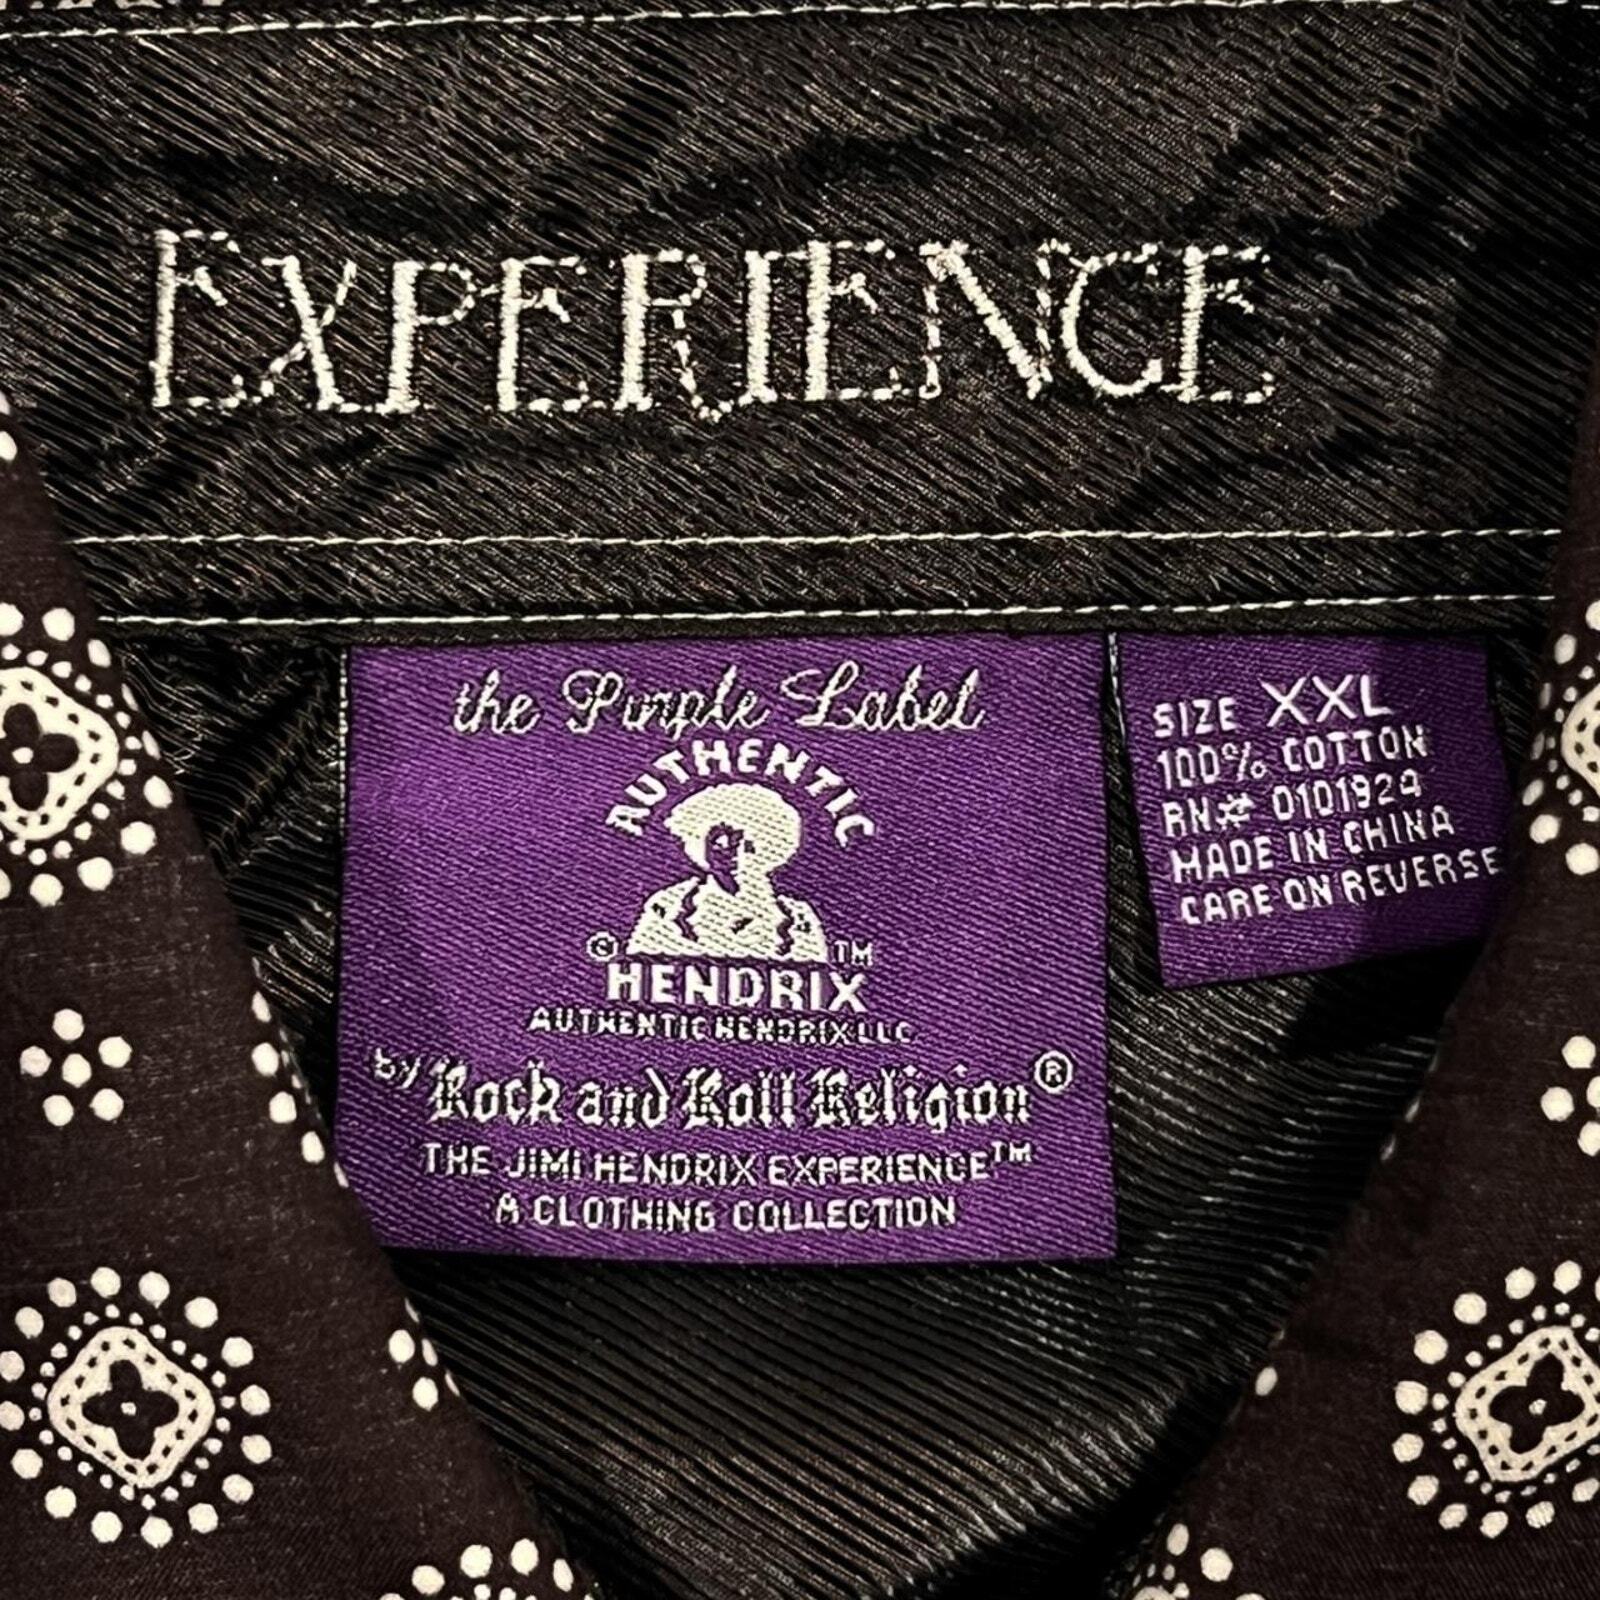 EXPERIENCE
the Purple Label
AUTHENTIC
© TM
HENDRIX
AUTHENTIC HENDRIX LLC
by Rock and Roll Religion®
THE JIMI HENDRIX EXPERIENCE™
A CLOTHING COLLECTION
SIZE XXL
100% COTTON
RN# 0101924
MADE IN CHINA
CARE ON REVERSE